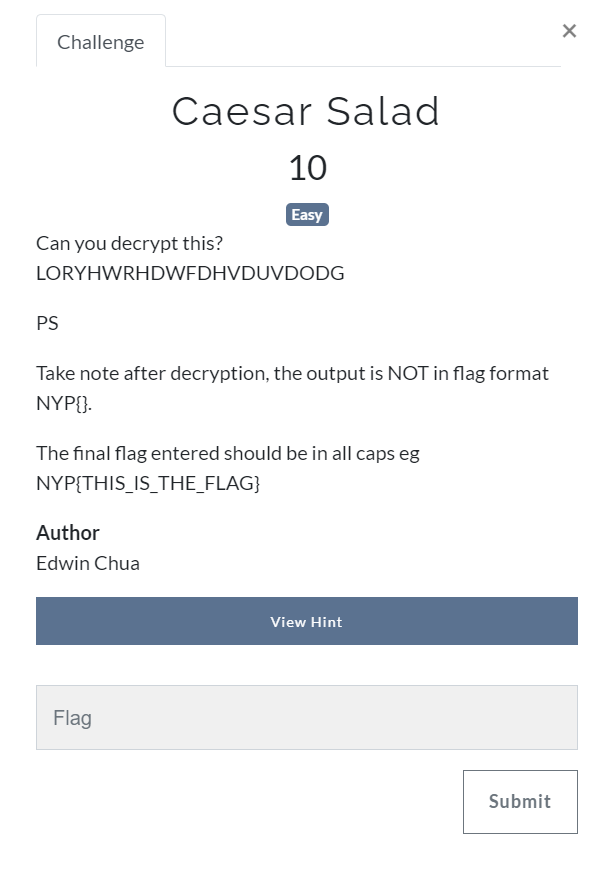 Challenge
×
Caesar Salad
10
Easy
Can you decrypt this?
LORYHWRHDWFDHVDUVDODG
PS
Take note after decryption, the output is NOT in flag format
NYP{}.
The final flag entered should be in all caps eg
NYP{THIS_IS_THE_FLAG}
Author
Edwin Chua
View Hint
Flag
Submit